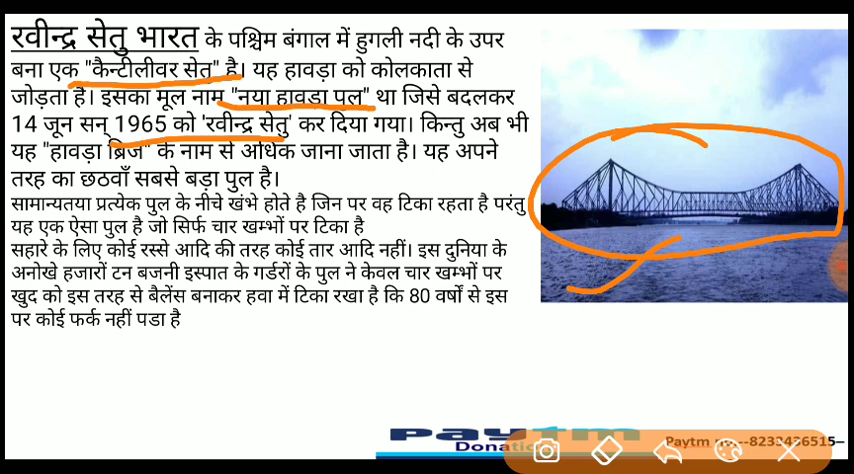 रवीन्द्र सेतु भारत के पश्चिम बंगाल में हुगली नदी के उपर
बना एक "कैन्टीलीवर सेतु" है। यह हावड़ा को कोलकाता से
जोड़ता है। इसका मूल नाम "नया हावड़ा पुल" था जिसे बदलकर
14 जून सन् 1965 को 'रवीन्द्र सेतु' कर दिया गया। किन्तु अब भी
यह "हावड़ा ब्रिज" के नाम से अधिक जाना जाता है। यह अपने
तरह का छठवाँ सबसे बड़ा पुल है।
सामान्यतया प्रत्येक पुल के नीचे खंभे होते है जिन पर वह टिका रहता है परंतु
यह एक ऐसा पुल है जो सिर्फ चार खम्भों पर टिका है
सहारे के लिए कोई रस्से आदि की तरह कोई तार आदि नहीं। इस दुनिया के
अनोखे हजारों टन बजनी इस्पात के गर्डरों के पुल ने केवल चार खम्भों पर
खुद को इस तरह से बैलेंस बनाकर हवा में टिका रखा है कि 80 वर्षों से इस
पर कोई फर्क नहीं पडा है
paytm
Paytm 8233436515--